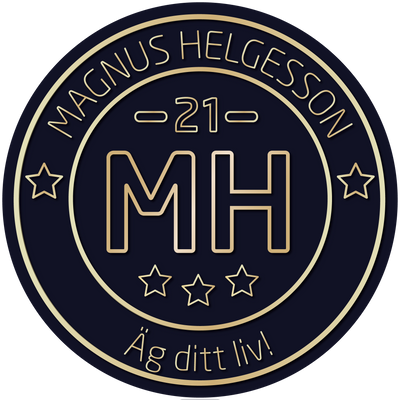 MAGNUS HELGESSON
-21-
MH
Äg ditt liv!